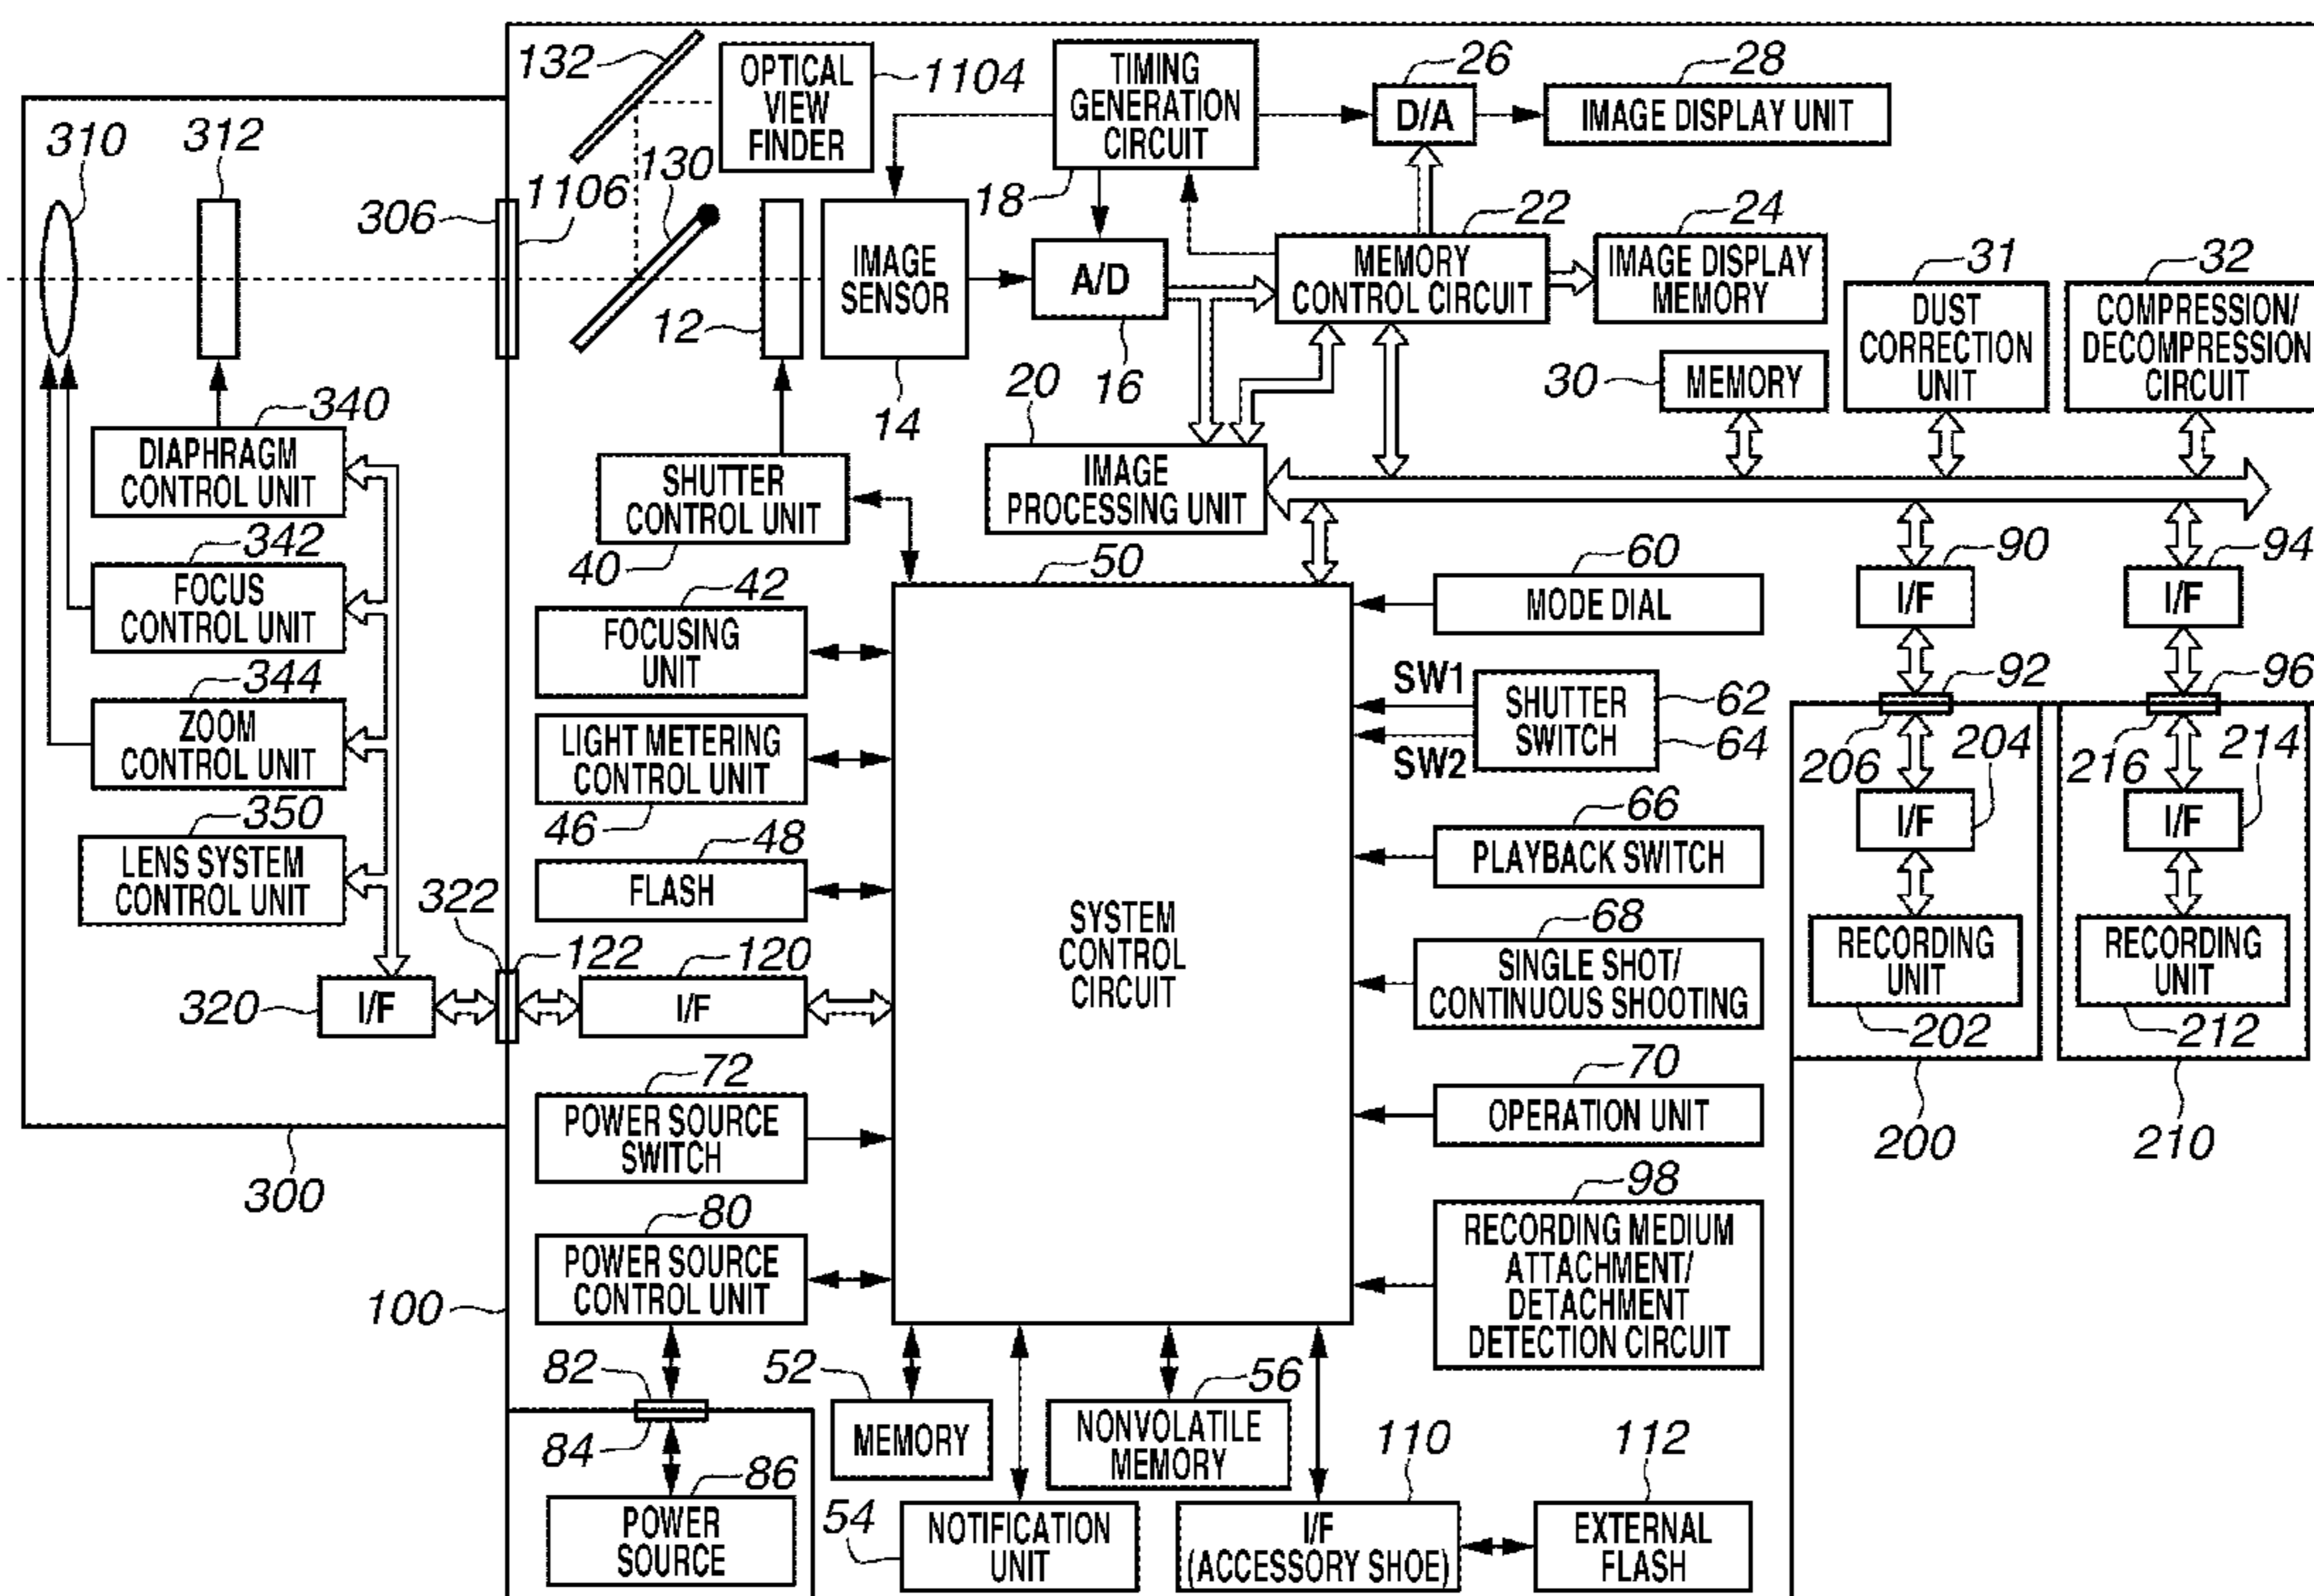 132
OPTICAL
VIEW
FINDER
1104
TIMING
GENERATION
CIRCUIT
18
26
D/A
28
IMAGE DISPLAY UNIT
310
312
306
1106
130
12
IMAGE
SENSOR
14
A/D
16
22
MEMORY
CONTROL CIRCUIT
24
IMAGE DISPLAY
MEMORY
31
DUST
CORRECTION
UNIT
32
COMPRESSION/
DECOMPRESSION
CIRCUIT
30
MEMORY
20
IMAGE
PROCESSING UNIT
340
DIAPHRAGM
CONTROL UNIT
342
FOCUS
CONTROL UNIT
344
ZOOM
CONTROL UNIT
350
LENS SYSTEM
CONTROL UNIT
320
I/F
322
122
300
SHUTTER
CONTROL UNIT
40
42
FOCUSING
UNIT
LIGHT METERING
CONTROL UNIT
46
48
FLASH
120
I/F
72
POWER SOURCE
SWITCH
80
POWER SOURCE
CONTROL UNIT
100
82
84
86
POWER
SOURCE
50
SYSTEM
CONTROL
CIRCUIT
60
MODE DIAL
SW1
SW2
SHUTTER
SWITCH
62
64
66
PLAYBACK SWITCH
68
SINGLE SHOT/
CONTINUOUS SHOOTING
70
OPERATION UNIT
98
RECORDING MEDIUM
ATTACHMENT/
DETACHMENT
DETECTION CIRCUIT
90
I/F
92
206
204
I/F
RECORDING
UNIT
202
200
94
I/F
96
216
214
I/F
RECORDING
UNIT
212
210
52
MEMORY
54
NOTIFICATION
UNIT
56
NONVOLATILE
MEMORY
110
I/F
(ACCESSORY SHOE)
112
EXTERNAL
FLASH